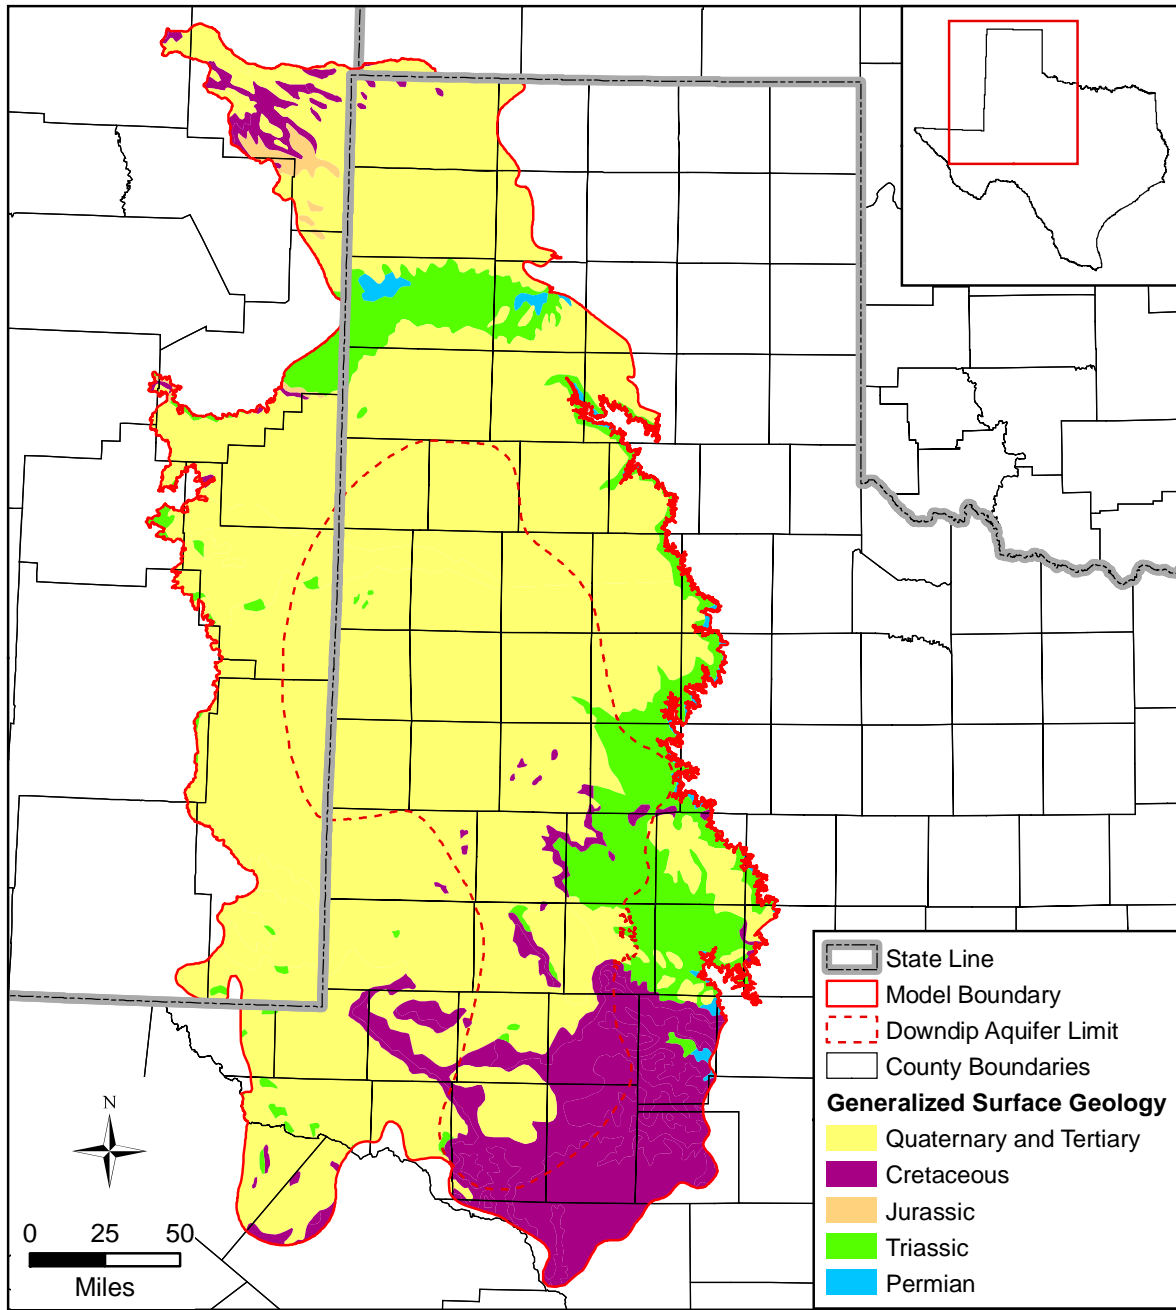 State Line
Model Boundary
Downdip Aquifer Limit
County Boundaries
Generalized Surface Geology
Quaternary and Tertiary
Cretaceous
Jurassic
Triassic
Permian
N
0 25 50
Miles